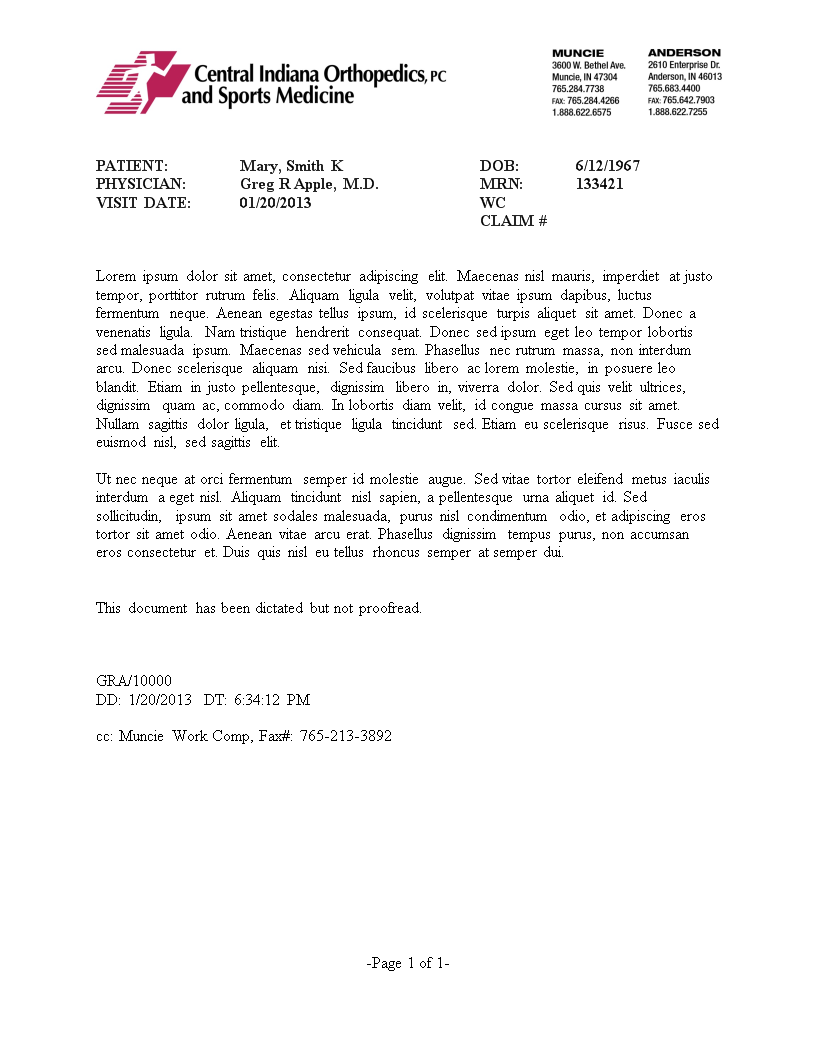 Central Indiana Orthopedics, PC
and Sports Medicine
MUNCIE
3600 W. Bethel Ave.
Muncie, IN 47304
765.284.7738
FAX: 765.284.4266
1.888.622.6575
ANDERSON
2610 Enterprise Dr.
Anderson, IN 46013
765.683.4400
FAX: 765.642.7903
1.888.622.7255
PATIENT: Mary, Smith K DOB: 6/12/1967
PHYSICIAN: Greg R Apple, M.D. MRN: 133421
VISIT DATE: 01/20/2013 WC
CLAIM #
Lorem ipsum dolor sit amet, consectetur adipiscing elit. Maecenas nisl mauris, imperdiet at justo
tempor, porttitor rutrum felis. Aliquam ligula velit, volutpat vitae ipsum dapibus, luctus
fermentum neque. Aenean egestas tellus ipsum, id scelerisque turpis aliquet sit amet. Donec a
venenatis ligula. Nam tristique hendrerit consequat. Donec sed ipsum eget leo tempor lobortis
sed malesuada ipsum. Maecenas sed vehicula sem. Phasellus nec rutrum massa, non interdum
arcu. Donec scelerisque aliquam nisi. Sed faucibus libero ac lorem molestie, in posuere leo
blandit. Etiam in justo pellentesque, dignissim libero in, viverra dolor. Sed quis velit ultrices,
dignissim quam ac, commodo diam. In lobortis diam velit, id congue massa cursus sit amet.
Nullam sagittis dolor ligula, et tristique ligula tincidunt sed. Etiam eu scelerisque risus. Fusce sed
euismod nisl, sed sagittis elit.
Ut nec neque at orci fermentum semper id molestie augue. Sed vitae tortor eleifend metus iaculis
interdum a eget nisl. Aliquam tincidunt nisl sapien, a pellentesque urna aliquet id. Sed
sollicitudin, ipsum sit amet sodales malesuada, purus nisl condimentum odio, et adipiscing eros
tortor sit amet odio. Aenean vitae arcu erat. Phasellus dignissim tempus purus, non accumsan
eros consectetur et. Duis quis nisl eu tellus rhoncus semper at semper dui.
This document has been dictated but not proofread.
GRA/10000
DD: 1/20/2013 DT: 6:34:12 PM
cc: Muncie Work Comp, Fax#: 765-213-3892
-Page 1 of 1-